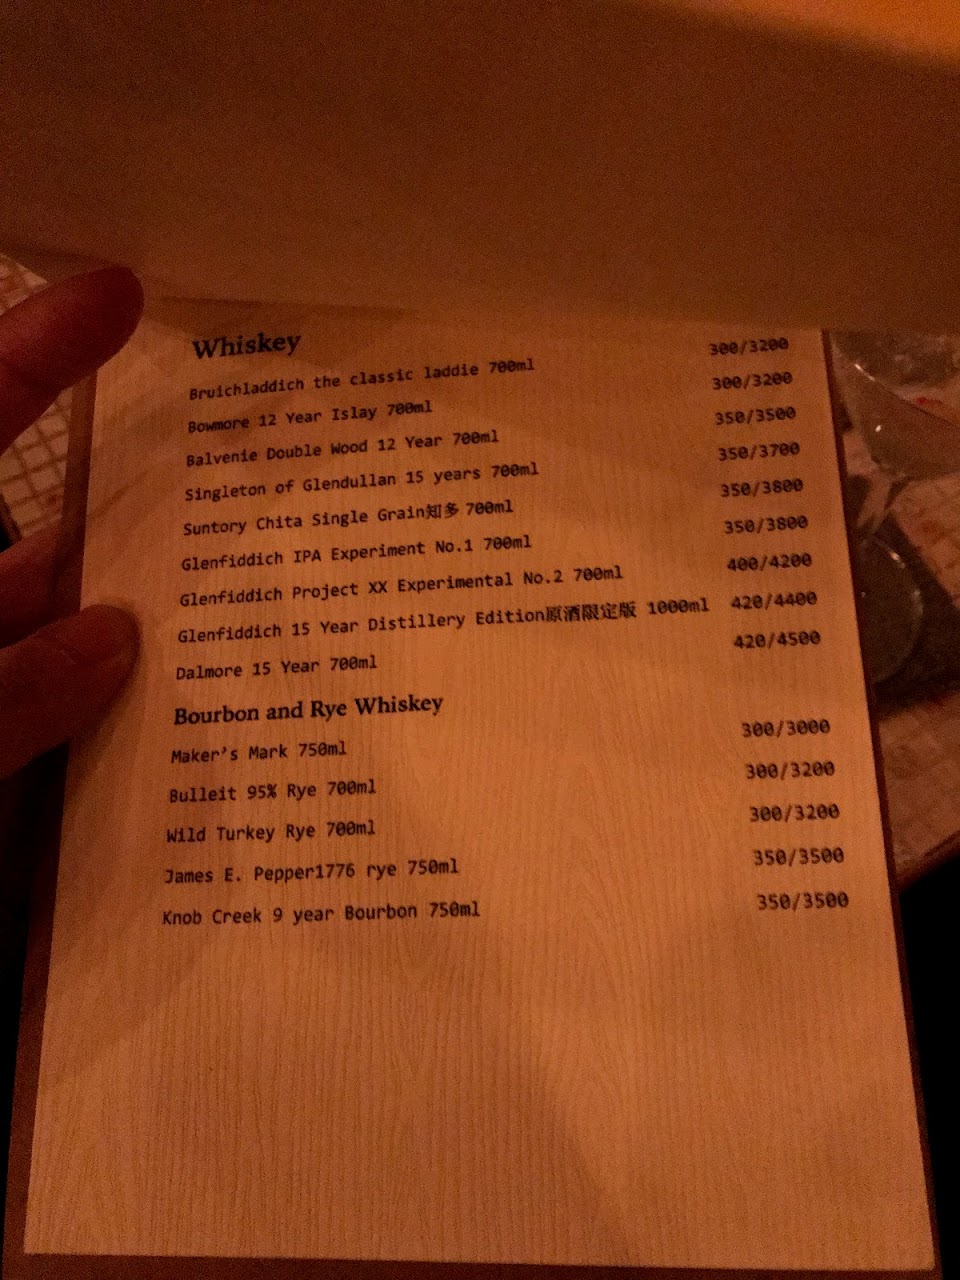 Whiskey
Bruichladdich the classic laddie 700ml 300/3200
Bowmore 12 Year Islay 700ml 300/3200
Balvenie Double Wood 12 Year 700ml 350/3500
Singleton of Glendullan 15 years 700ml 350/3700
Suntory Chita Single Grain知多 700ml 350/3800
Glenfiddich IPA Experiment No.1 700ml 350/3800
Glenfiddich Project XX Experimental No.2 700ml 400/4200
Glenfiddich 15 Year Distillery Edition原酒限定版 1000ml 420/4400
Dalmore 15 Year 700ml 420/4500
Bourbon and Rye Whiskey
Maker's Mark 750ml 300/3000
Bulleit 95% Rye 700ml 300/3200
Wild Turkey Rye 700ml 300/3200
James E. Pepper1776 rye 750ml 350/3500
Knob Creek 9 year Bourbon 750ml 350/3500